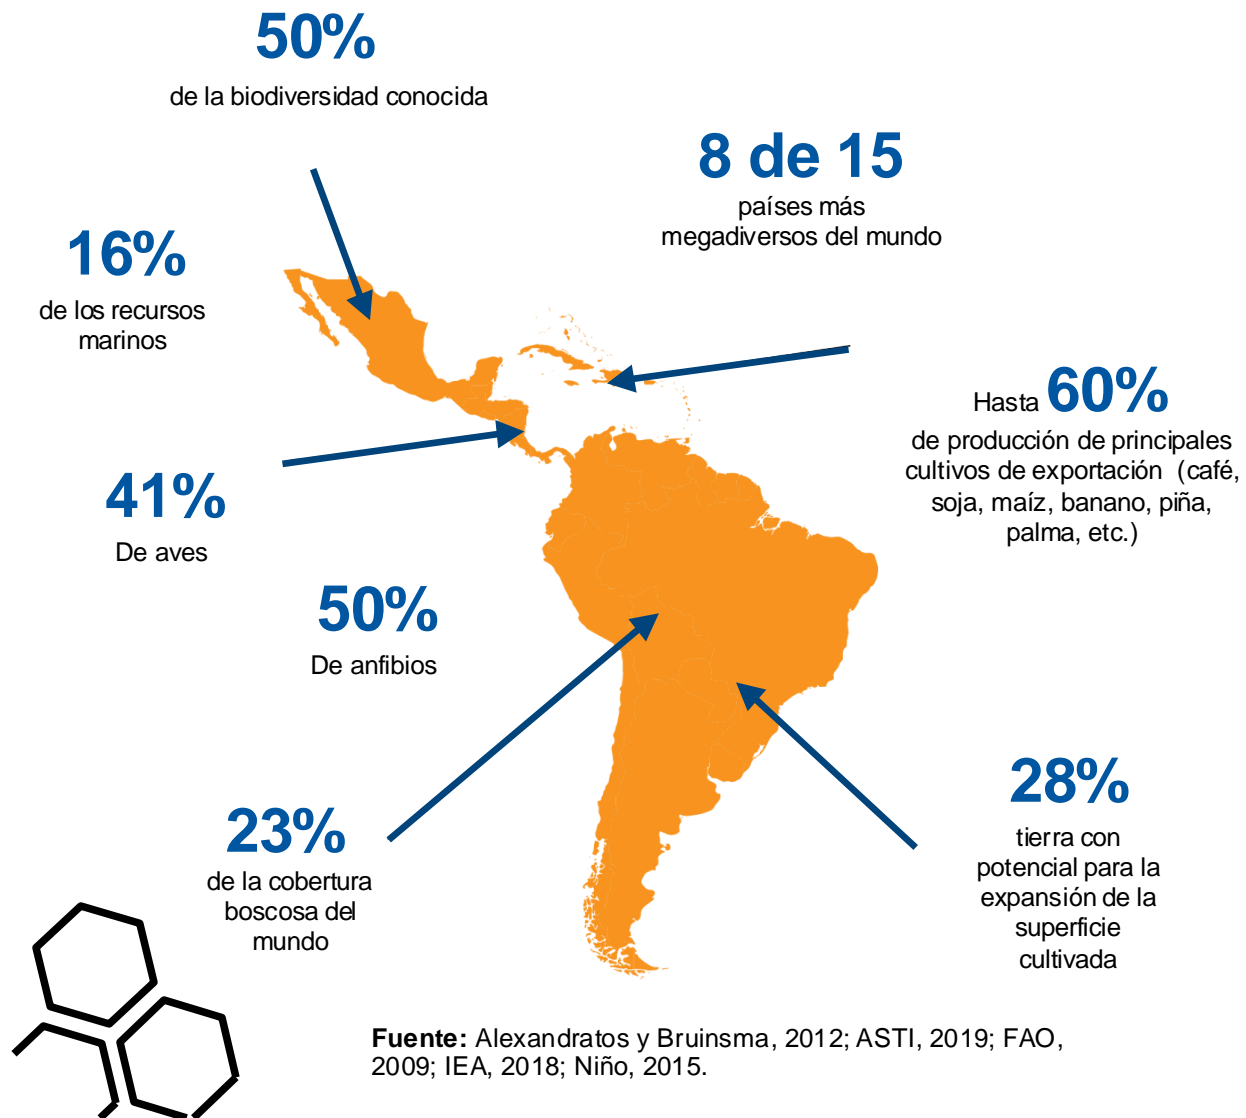 50%
de la biodiversidad conocida
8 de 15
países más
megadiversos del mundo
16%
de los recursos
marinos
Hasta 60%
de producción de principales
cultivos de exportación (café,
soja, maíz, banano, piña,
palma, etc.)
41%
De aves
50%
De anfibios
23%
de la cobertura
boscosa del
mundo
28%
tierra con
potencial para la
expansión de la
superficie
cultivada
Fuente: Alexandratos y Bruinsma, 2012; ASTI, 2019; FAO,
2009; IEA, 2018; Niño, 2015.